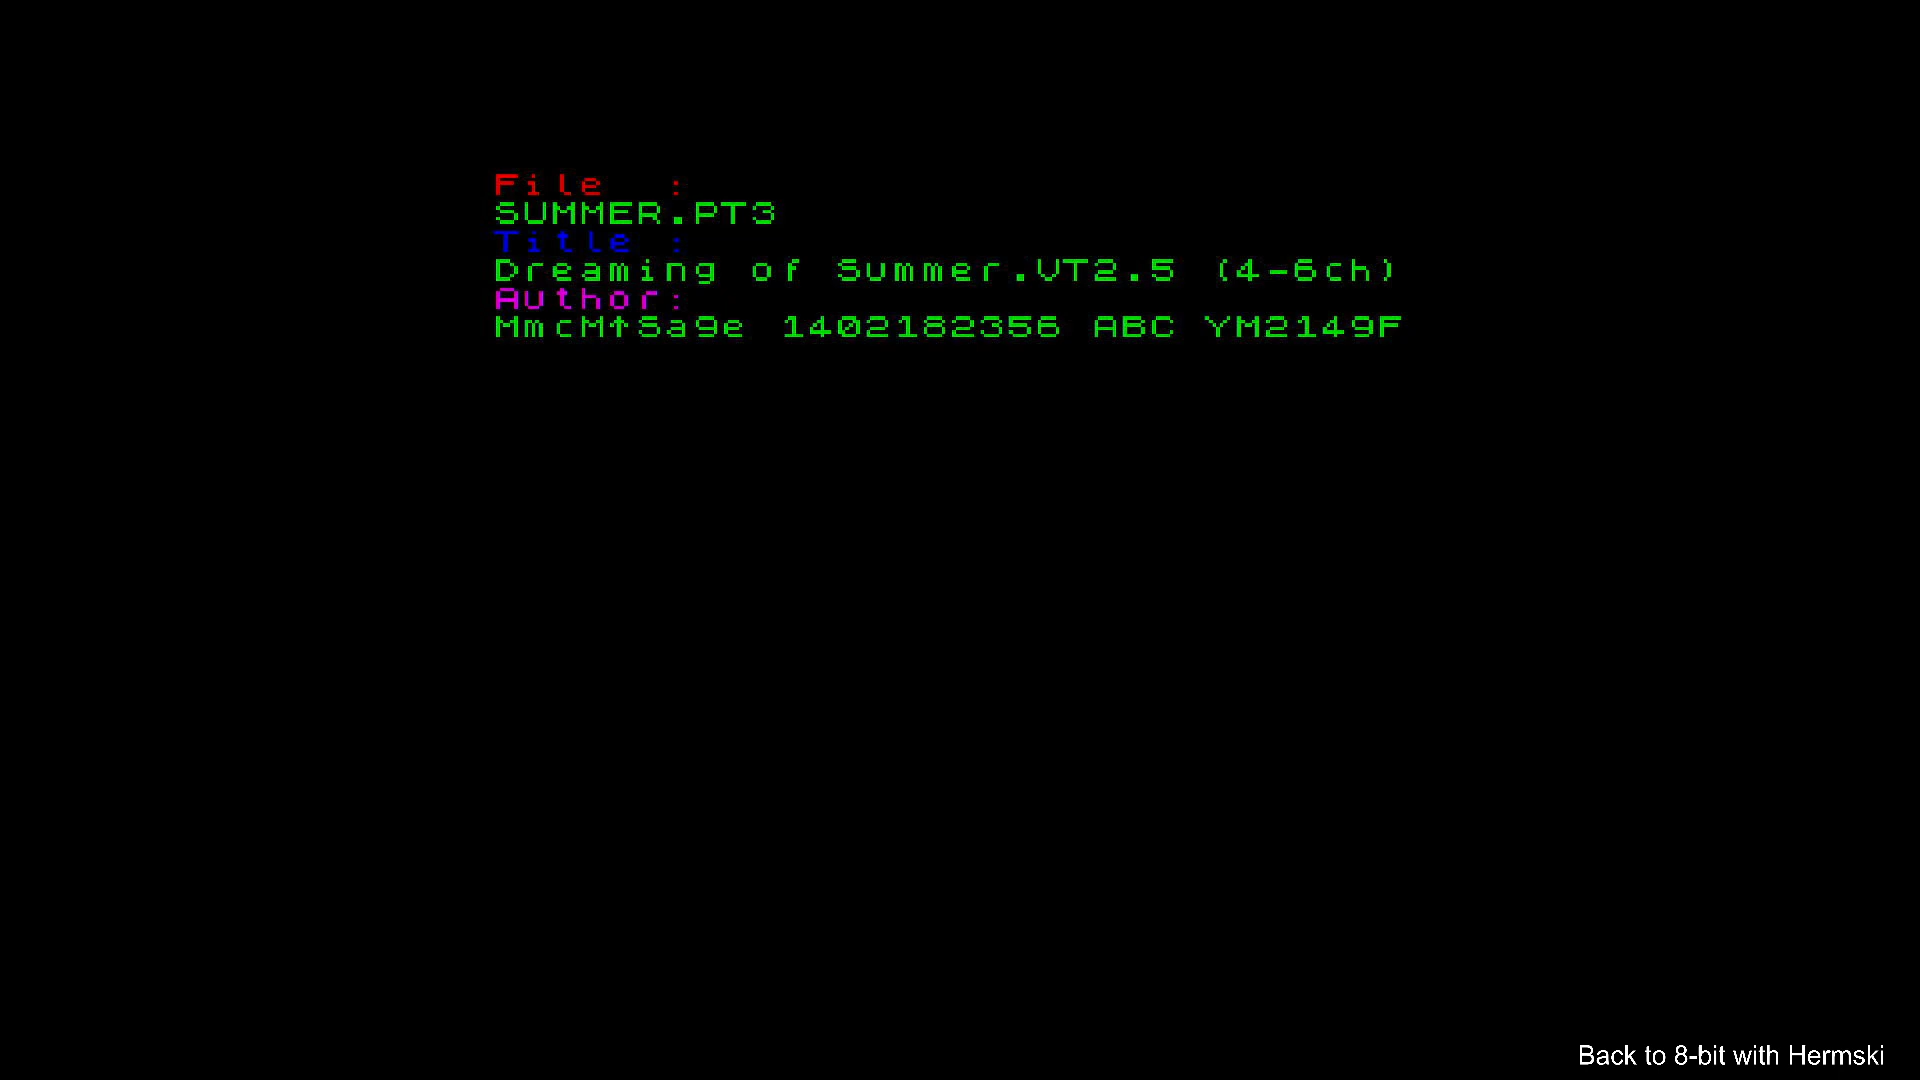 File  :
SUMMER.PT3
Title :
Dreaming of Summer.VT2.5 (4-6ch)
Author:
MmcM↑Sa9e 1402182356 ABC YM2149F
Back to 8-bit with Hermski